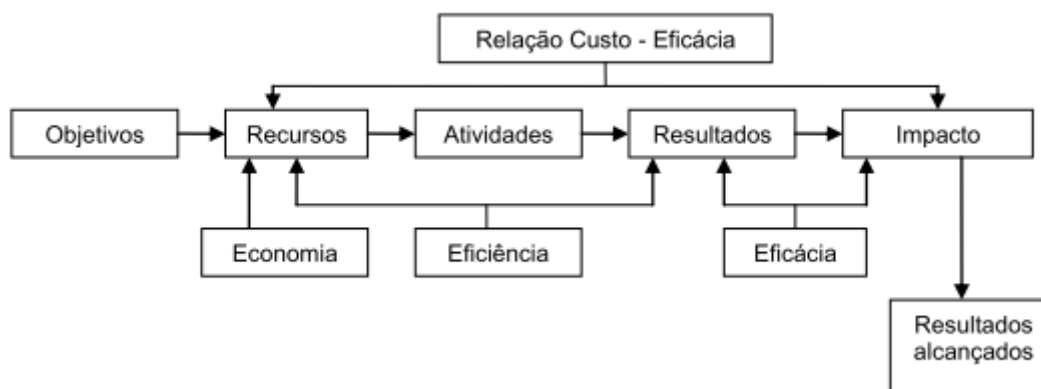 Relação Custo - Eficácia
Objetivos
Recursos
Atividades
Resultados
Impacto
Economia
Eficiência
Eficácia
Resultados
alcançados